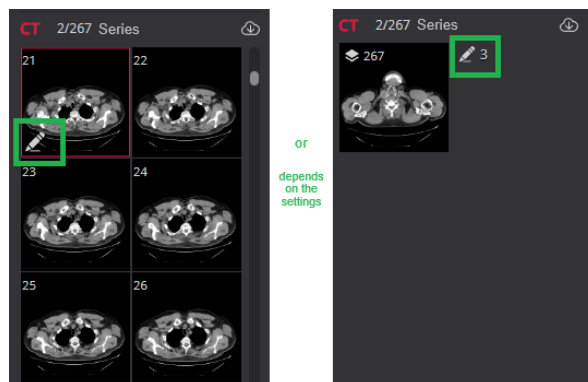 CT 2/267 Series
21
22
23
24
25
26
or
depends
on the
settings
CT 2/267 Series
267
3